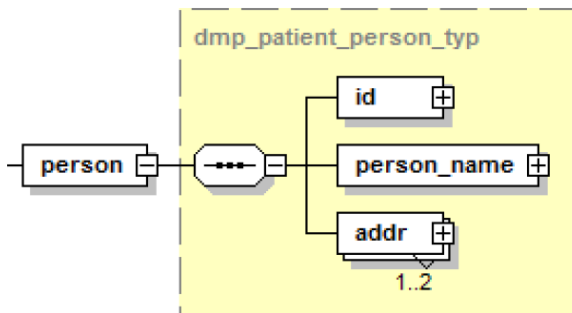 dmp_patient_person_typ
id
person
person_name
addr
1..2